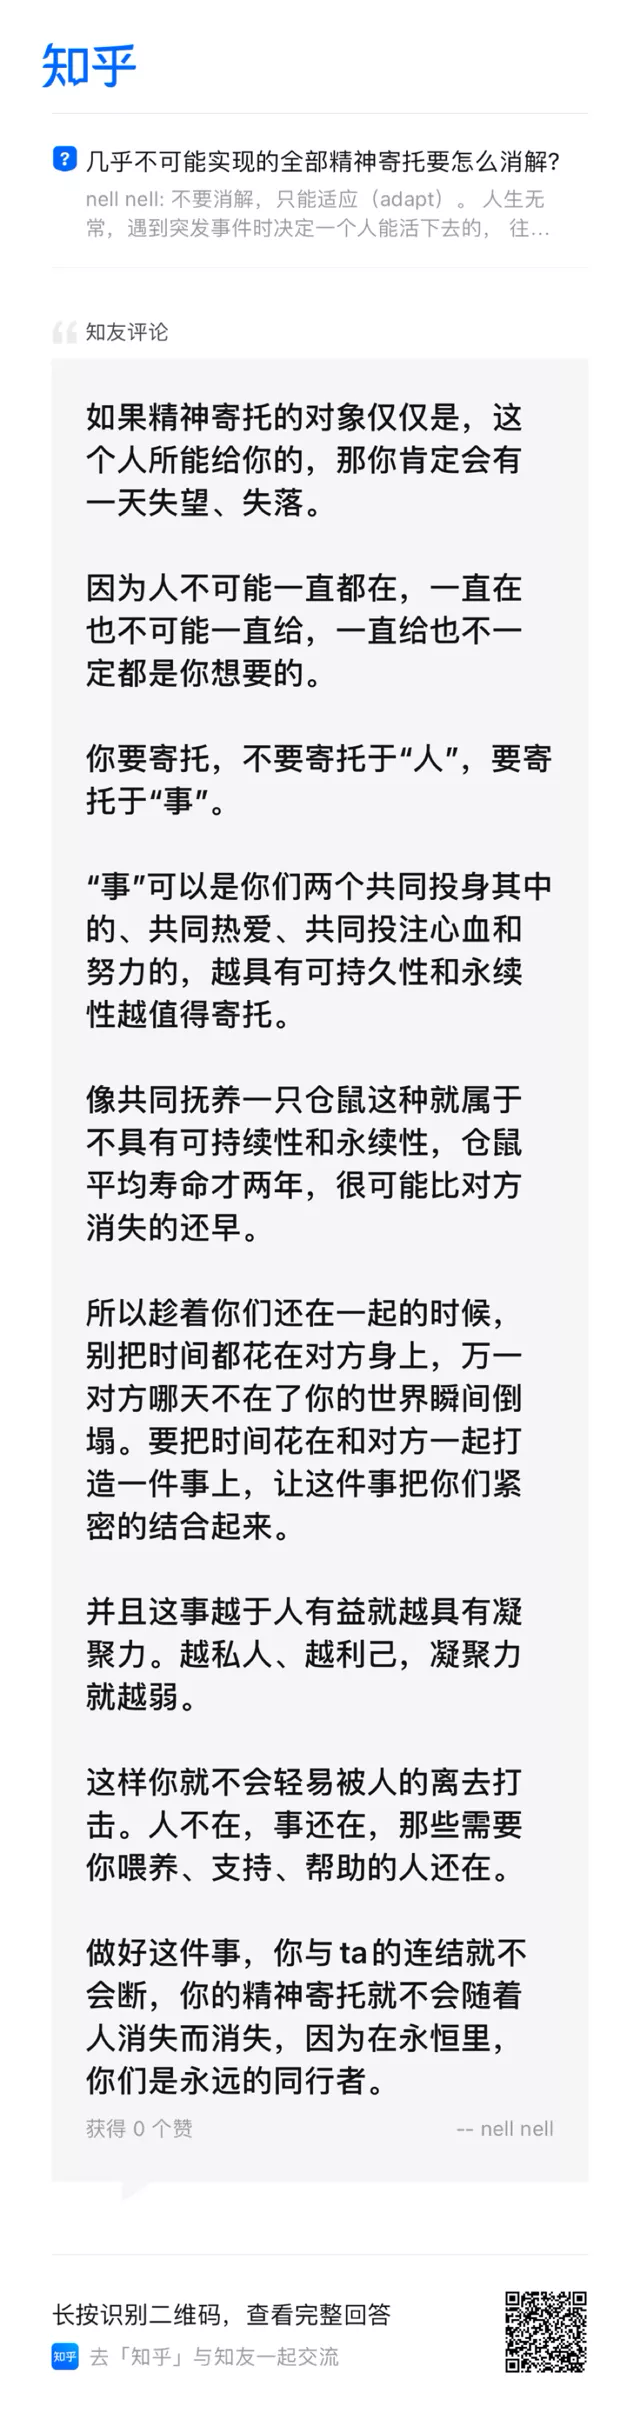 知乎
几乎不可能实现的全部精神寄托要怎么消解?
nell nell: 不要消解，只能适应（adapt）。 人生无
常，遇到突发事件时决定一个人能活下去的， 往...
知友评论
如果精神寄托的对象仅仅是，这
个人所能给你的，那你肯定会有
一天失望、失落。
因为人不可能一直都在，一直在
也不可能一直给，一直给也不一
定都是你想要的。
你要寄托，不要寄托于“人”，要寄
托于“事”。
“事”可以是你们两个共同投身其中
的、共同热爱、共同投注心血和
努力的，越具有可持久性和永续
性越值得寄托。
像共同抚养一只仓鼠这种就属于
不具有可持续性和永续性，仓鼠
平均寿命才两年，很可能比对方
消失的还早。
所以趁着你们还在一起的时候，
别把时间都花在对方身上，万一
对方哪天不在了你的世界瞬间倒
塌。要把时间花在和对方一起打
造一件事上，让这件事把你们紧
密的结合起来。
并且这事越于人有益就越具有凝
聚力。越私人、越利己，凝聚力
就越弱。
这样你就不会轻易被人的离去打
击。人不在，事还在，那些需要
你喂养、支持、帮助的人还在。
做好这件事，你与ta的连结就不
会断，你的精神寄托就不会随着
人消失而消失，因为在永恒里，
你们是永远的同行者。
获得 0 个赞
-- nell nell
长按识别二维码，查看完整回答
知乎 去「知乎」与知友一起交流